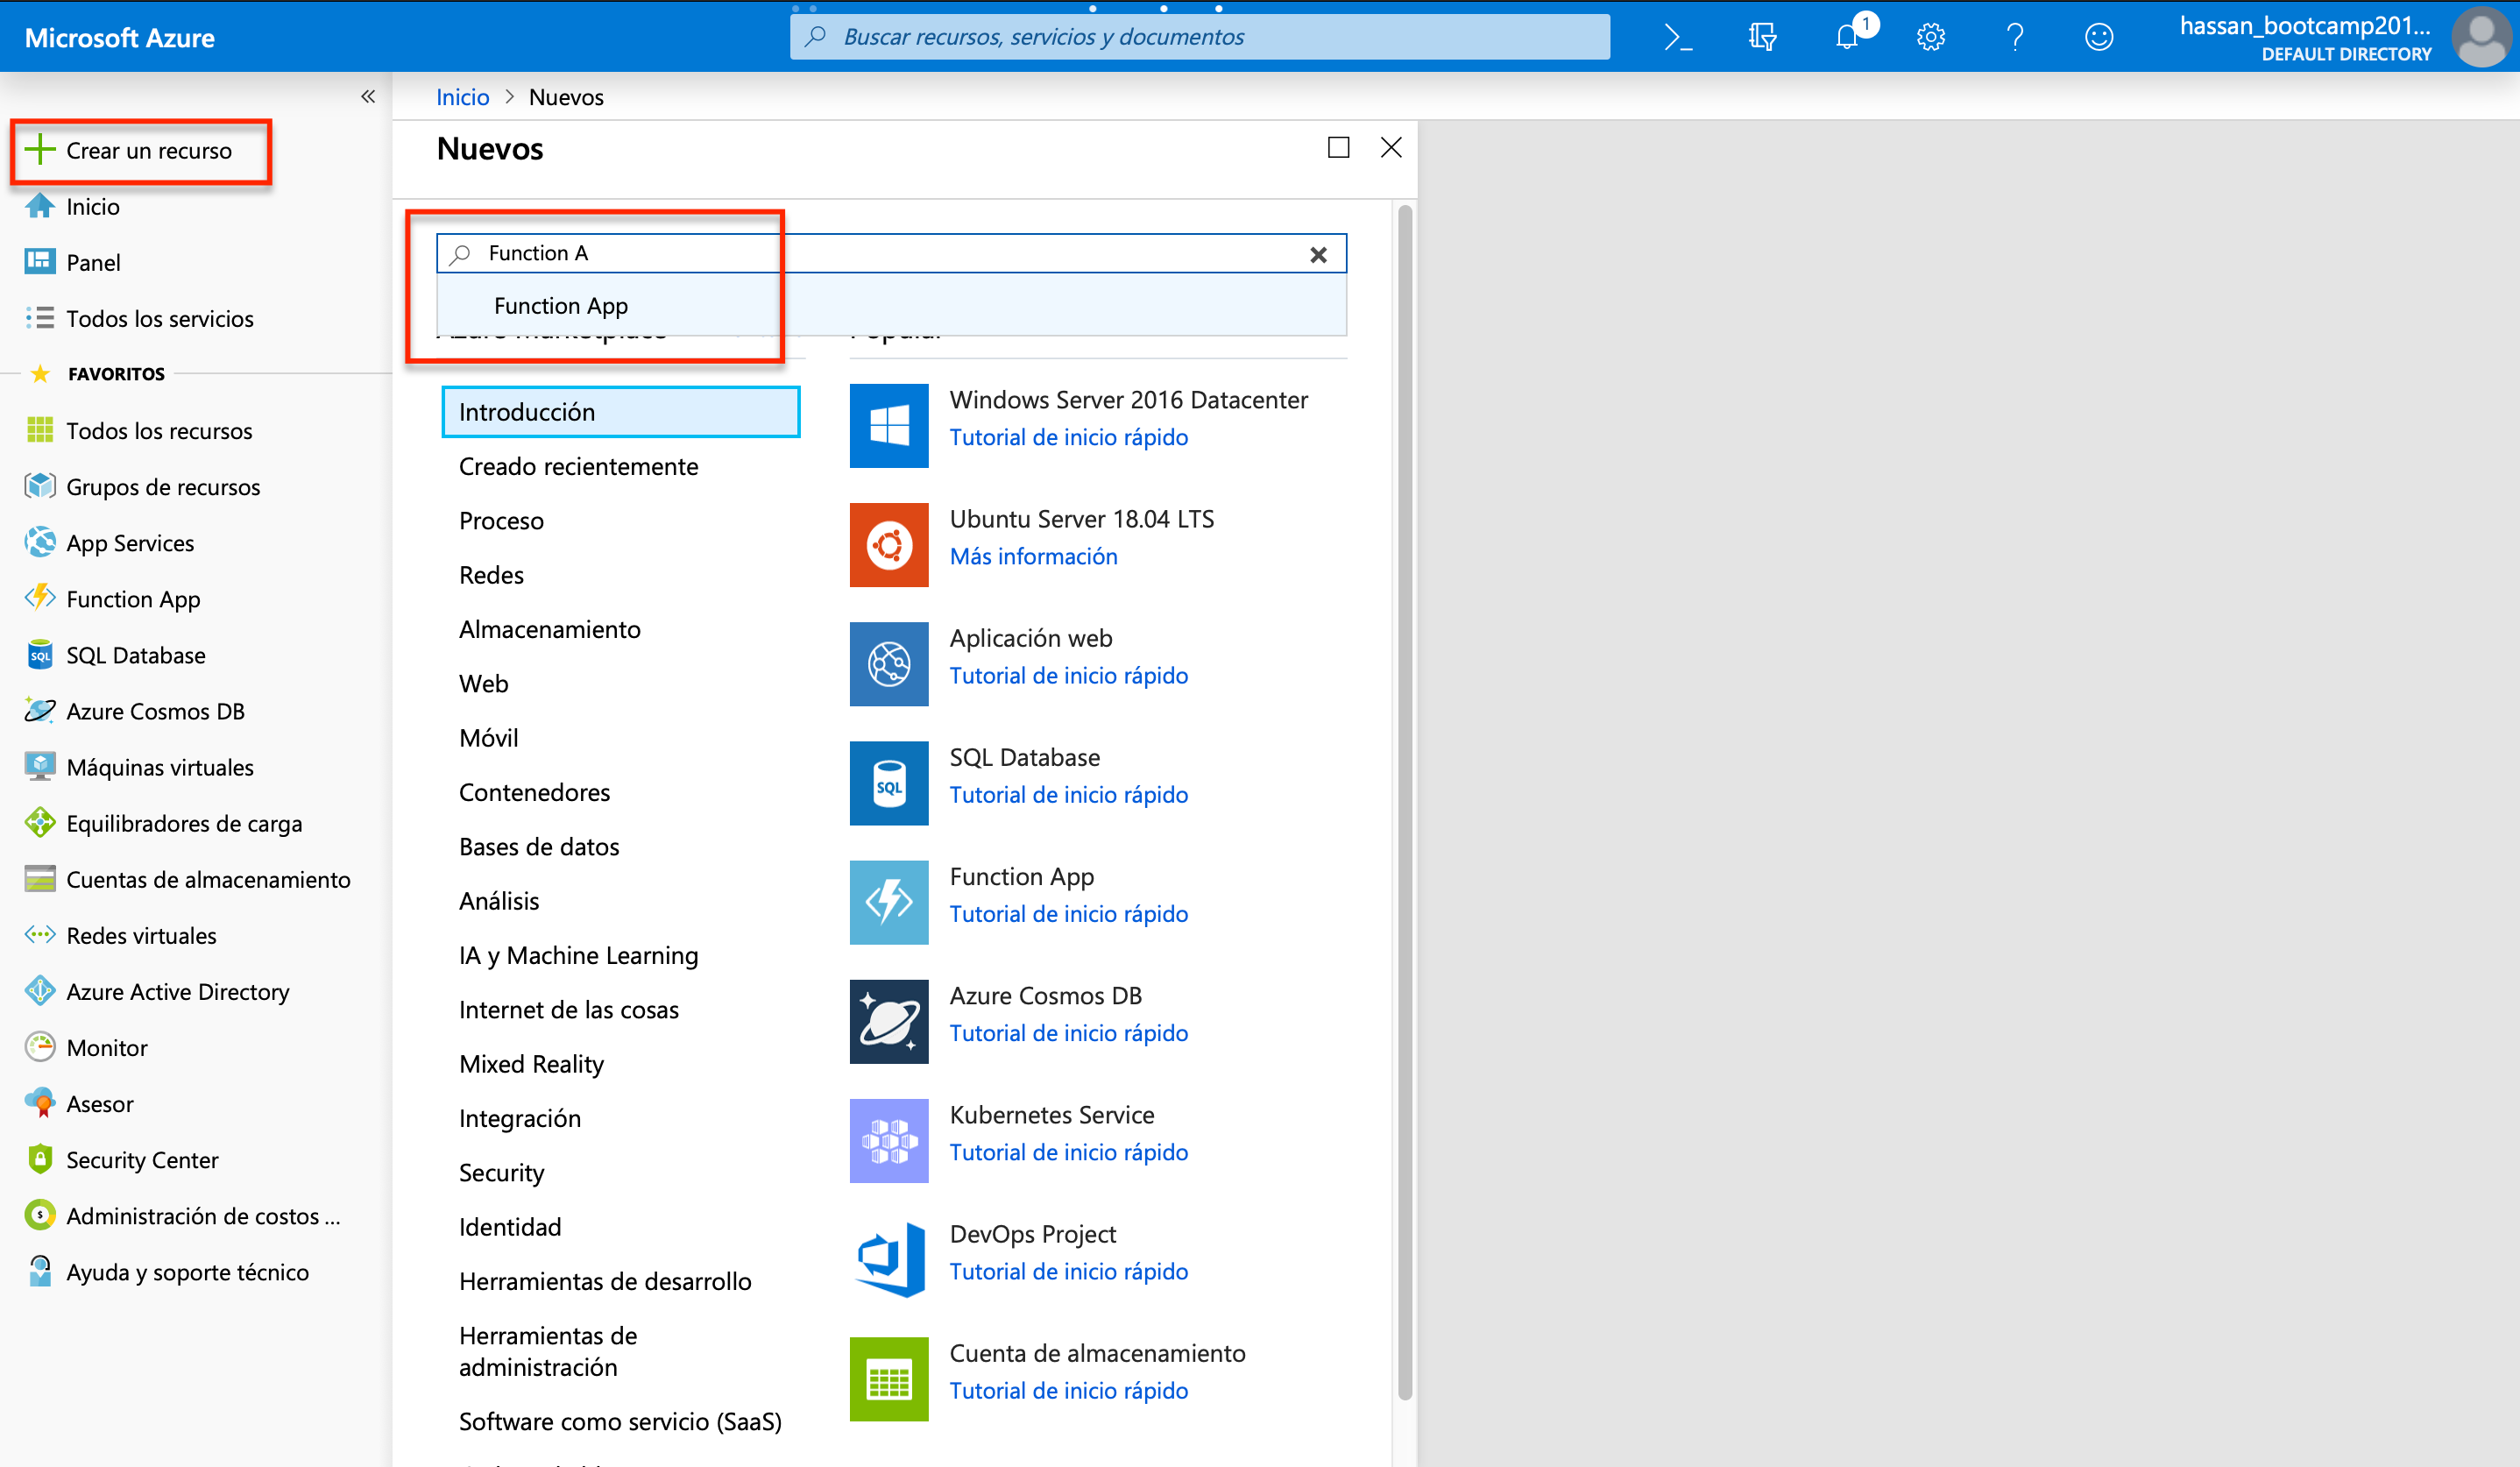 Microsoft Azure
Buscar recursos, servicios y documentos
1
hassan_bootcamp201...
DEFAULT DIRECTORY
Crear un recurso
Inicio
Panel
Todos los servicios
FAVORITOS
Todos los recursos
Grupos de recursos
App Services
Function App
SQL
SQL Database
Azure Cosmos DB
Máquinas virtuales
Equilibradores de carga
Cuentas de almacenamiento
Redes virtuales
Azure Active Directory
Monitor
Asesor
Security Center
Administración de costos ...
Ayuda y soporte técnico
Inicio > Nuevos
Nuevos
Function A
Function App
Azure Marketplace
Popular
Introducción
Creado recientemente
Proceso
Redes
Almacenamiento
Web
Móvil
Contenedores
Bases de datos
Análisis
IA y Machine Learning
Internet de las cosas
Mixed Reality
Integración
Security
Identidad
Herramientas de desarrollo
Herramientas de
administración
Software como servicio (SaaS)
Windows Server 2016 Datacenter
Tutorial de inicio rápido
Ubuntu Server 18.04 LTS
Más información
Aplicación web
Tutorial de inicio rápido
SQL
SQL Database
Tutorial de inicio rápido
Function App
Tutorial de inicio rápido
Azure Cosmos DB
Tutorial de inicio rápido
Kubernetes Service
Tutorial de inicio rápido
DevOps Project
Tutorial de inicio rápido
Cuenta de almacenamiento
Tutorial de inicio rápido